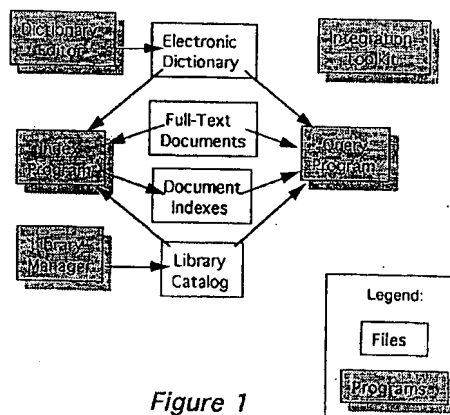 Dictionary
Editor
Electronic
Dictionary
Integration
Toolkit
Full-Text
Documents
Index
Program
Query
Program
Document
Indexes
Library
Manager
Library
Catalog
Legend:
Files
Programs
Figure 1